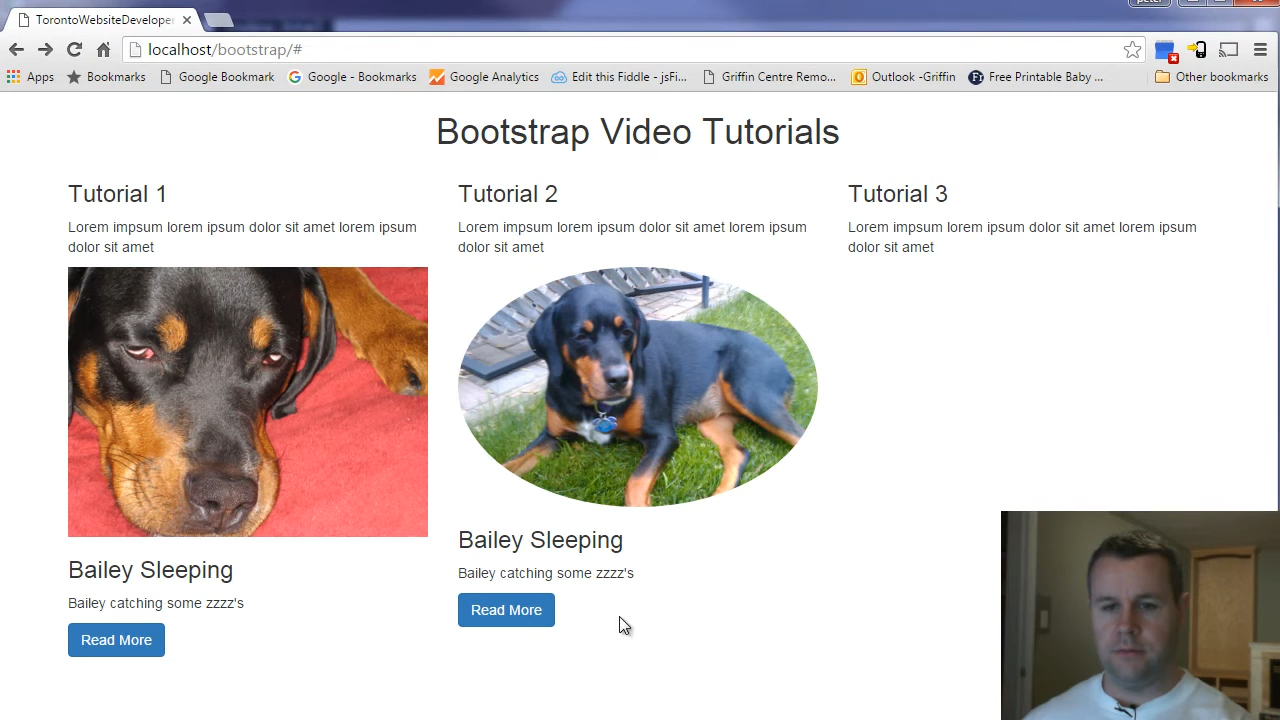 peter
TorontoWebsiteDeveloper
localhost/bootstrap/#
Apps Bookmarks Google Bookmark Google - Bookmarks Google Analytics Edit this Fiddle - jsFi... Griffin Centre Remo... Outlook -Griffin Free Printable Baby ... Other bookmarks
Bootstrap Video Tutorials
Tutorial 1
Lorem impsum lorem ipsum dolor sit amet lorem ipsum
dolor sit amet
Bailey Sleeping
Bailey catching some zzzz's
Read More
Tutorial 2
Lorem impsum lorem ipsum dolor sit amet lorem ipsum
dolor sit amet
Bailey Sleeping
Bailey catching some zzzz's
Read More
Tutorial 3
Lorem impsum lorem ipsum dolor sit amet lorem ipsum
dolor sit amet